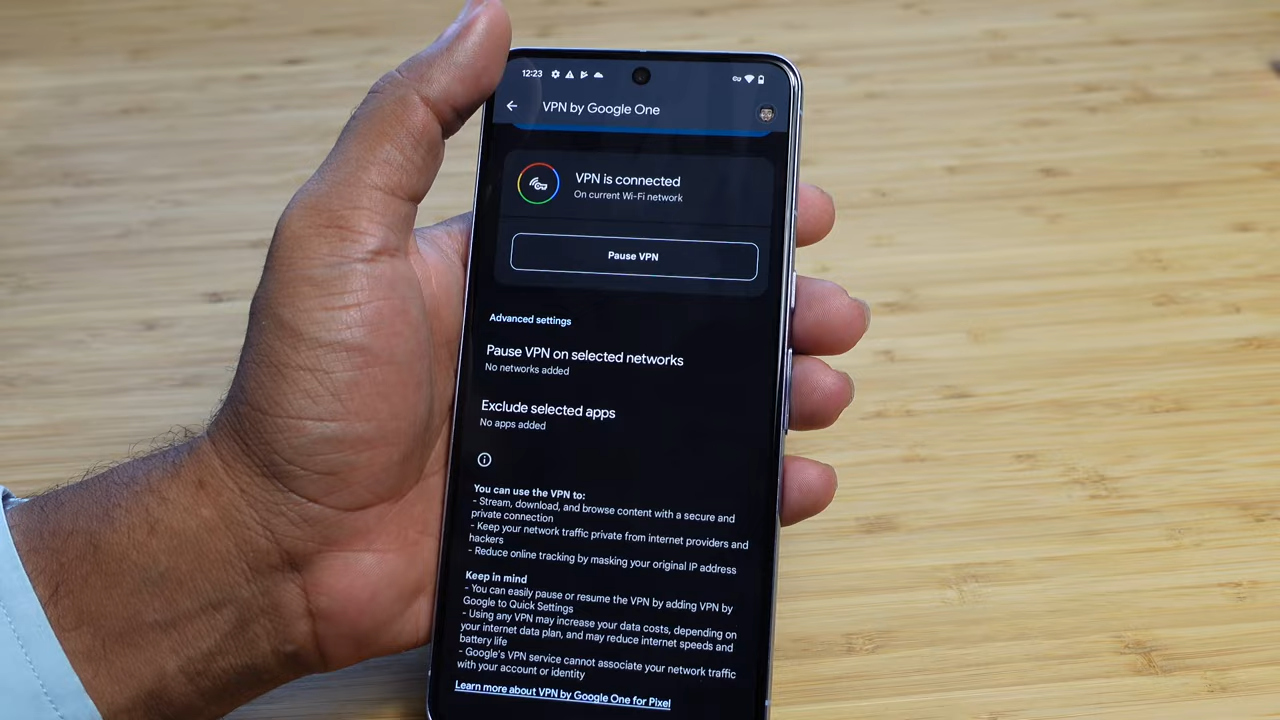 12:23
VPN by Google One
VPN is connected
On current Wi-Fi network
Pause VPN
Advanced settings
Pause VPN on selected networks
No networks added
Exclude selected apps
No apps added
You can use the VPN to:
- Stream, download, and browse content with a secure and
private connection
- Keep your network traffic private from internet providers and
hackers
- Reduce online tracking by masking your original IP address
Keep in mind
- You can easily pause or resume the VPN by adding VPN by
Google to Quick Settings
- Using any VPN may increase your data costs, depending on
your internet data plan, and may reduce internet speeds and
battery life
- Google's VPN service cannot associate your network traffic
with your account or identity
Learn more about VPN by Google One for Pixel